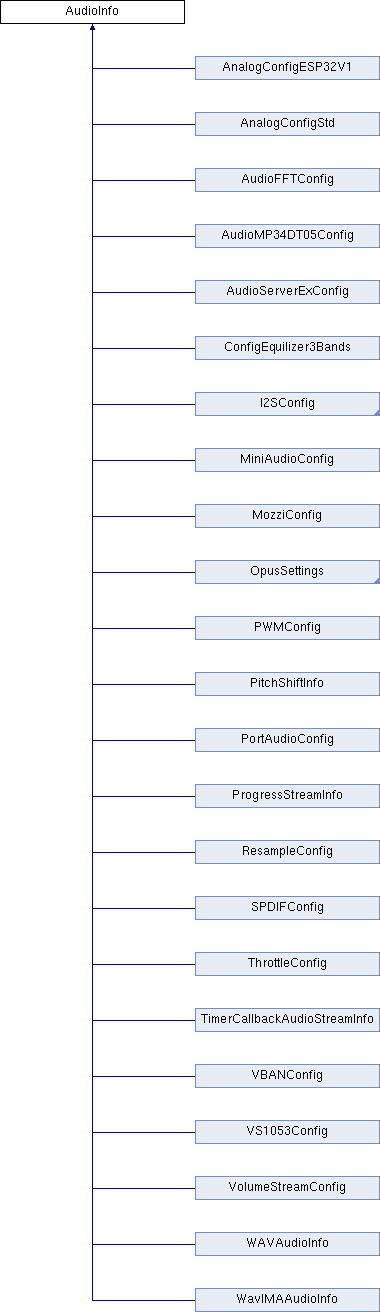 AudioInfo
AnalogConfigESP32V1
AnalogConfigStd
AudioFFTConfig
AudioMP34DT05Config
AudioServerExConfig
ConfigEquilizer3Bands
I2SConfig
MiniAudioConfig
MozziConfig
OpusSettings
PWMConfig
PitchShiftInfo
PortAudioConfig
ProgressStreamInfo
ResampleConfig
SPDIFConfig
ThrottleConfig
TimerCallbackAudioStreamInfo
VBANConfig
VS1053Config
VolumeStreamConfig
WAVAudioInfo
WavIMAAudioInfo